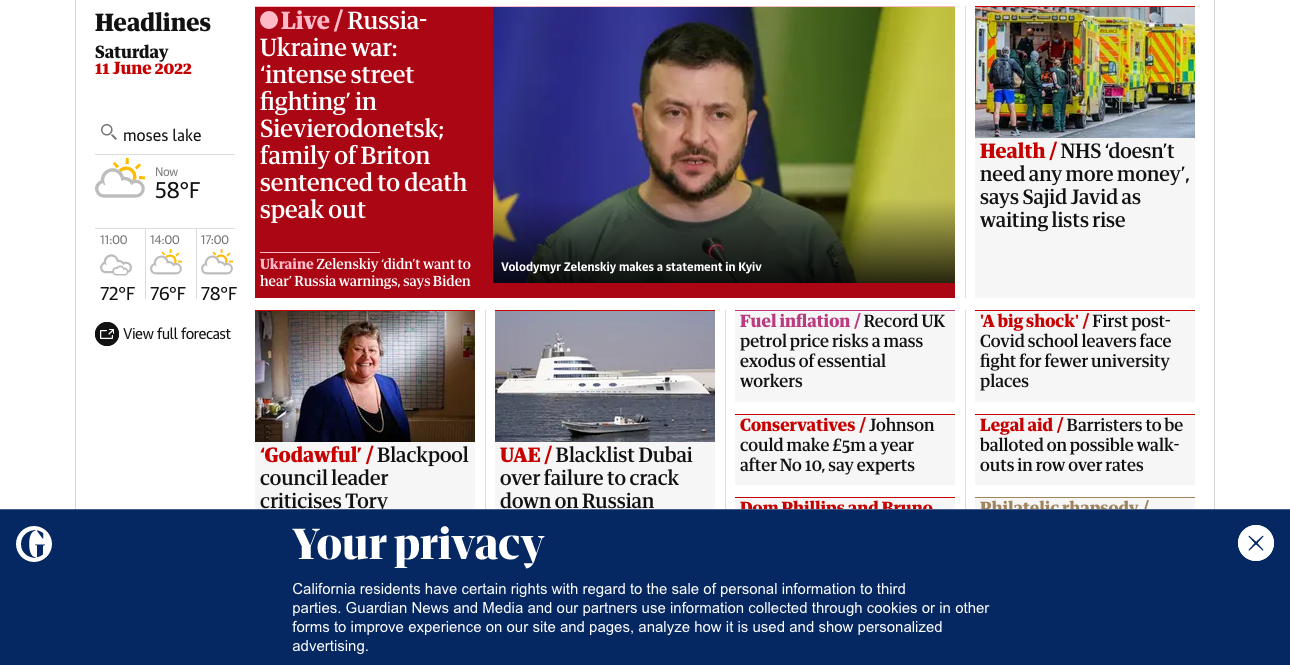 Headlines
Saturday
11 June 2022
moses lake
Now
58°F
11:00
14:00
17:00
72°F
76°F
78°F
View full forecast
Live / Russia-
Ukraine war:
‘intense street
fighting’ in
Sievierodonetsk;
family of Briton
sentenced to death
speak out
Ukraine Zelenskiy ‘didn’t want to
hear’ Russia warnings, says Biden
Volodymyr Zelenskiy makes a statement in Kyiv
Health / NHS ‘doesn’t
need any more money’,
says Sajid Javid as
waiting lists rise
‘Godawful’ / Blackpool
council leader
criticises Tory
UAE / Blacklist Dubai
over failure to crack
down on Russian
Fuel inflation / Record UK
petrol price risks a mass
exodus of essential
workers
Conservatives / Johnson
could make £5m a year
after No 10, say experts
Dom Phillips and Bruno
'A big shock' / First post-
Covid school leavers face
fight for fewer university
places
Legal aid / Barristers to be
balloted on possible walk-
outs in row over rates
Philatelic rhapsody /
Your privacy
California residents have certain rights with regard to the sale of personal information to third
parties. Guardian News and Media and our partners use information collected through cookies or in other
forms to improve experience on our site and pages, analyze how it is used and show personalized
advertising.